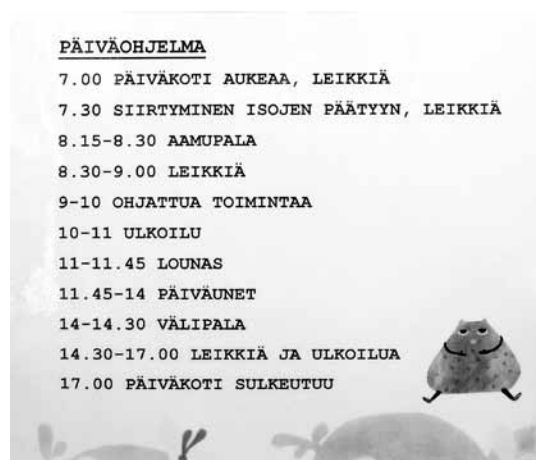 PÄIVÄOHJELMA
7.00 PÄIVÄKOTI AUKEAA, LEIKKIÄ
7.30 SIIRTYMINEN ISOJEN PÄÄTYYN, LEIKKIÄ
8.15-8.30 AAMUPALA
8.30-9.00 LEIKKIÄ
9-10 OHJATTUA TOIMINTAA
10-11 ULKOILU
11-11.45 LOUNAS
11.45-14 PÄIVÄUNET
14-14.30 VÄLIPALA
14.30-17.00 LEIKKIÄ JA ULKOILUA
17.00 PÄIVÄKOTI SULKEUTUU